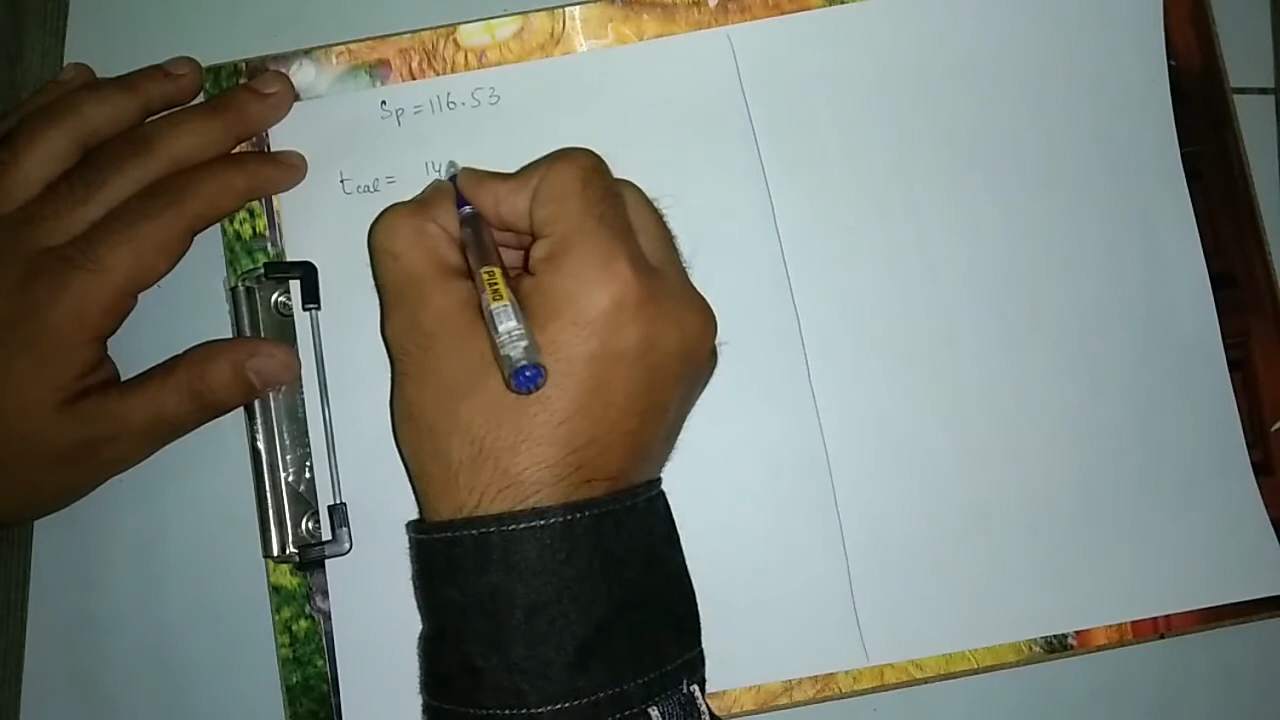 Sp = 116.53
tcal = 14
PIANO